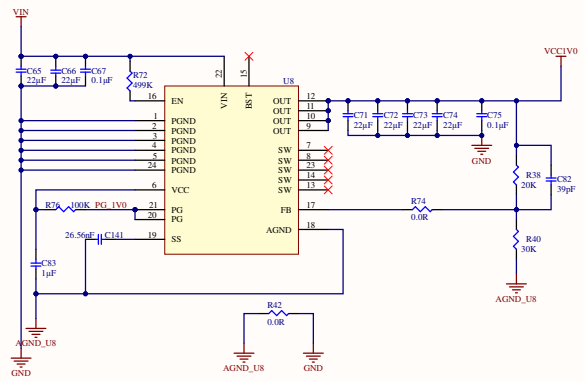 VIN
VCC1V0
C65
22µF
C66
22µF
C67
0.1µF
R72
499K
22
VIN
15
BST
U8
16 EN
1 PGND
2 PGND
3 PGND
4 PGND
5 PGND
24 PGND
6 VCC
21 PG
20 PG
19 SS
OUT 12
OUT 11
OUT 10
OUT 9
SW 7
SW 8
SW 23
SW 14
SW 13
FB 17
AGND 18
C71
22µF
C72
22µF
C73
22µF
C74
22µF
C75
0.1µF
GND
R38
20K
C82
39pF
R74
0.0R
R40
30K
AGND_U8
R76 100K PG_1V0
26.56nF C141
C83
1µF
AGND_U8
GND
R42
0.0R
AGND_U8
GND